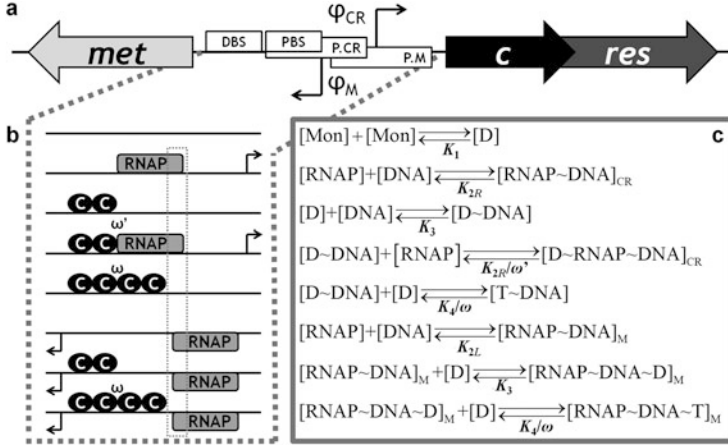 a
φCR
DBS
PBS
P.CR
met
P.M
c
res
φM
b
RNAP
C C
ω'
C C RNAP
ω
C C C C
RNAP
C C
RNAP
ω
C C C C
RNAP
c
[Mon]+[Mon]⇌[D]
K₁
[RNAP]+[DNA]⇌[RNAP~DNA]CR
K₂R
[D]+[DNA]⇌[D~DNA]
K₃
[D~DNA]+[RNAP]⇌[D~RNAP~DNA]CR
K₂R/ω'
[D~DNA]+[D]⇌[T~DNA]
K₄/ω
[RNAP]+[DNA]⇌[RNAP~DNA]M
K₂L
[RNAP~DNA]M+[D]⇌[RNAP~DNA~D]M
K₃
[RNAP~DNA~D]M+[D]⇌[RNAP~DNA~T]M
K₄/ω